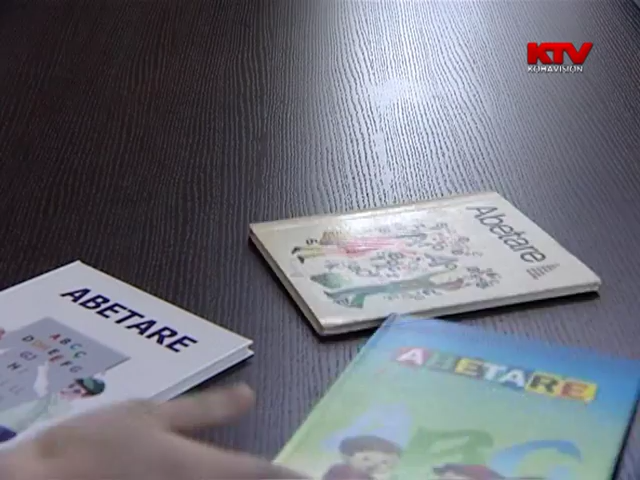 KTV
KOHAVISION
Abetare
ABETARE
A B C Ç
ABETARE
ABC